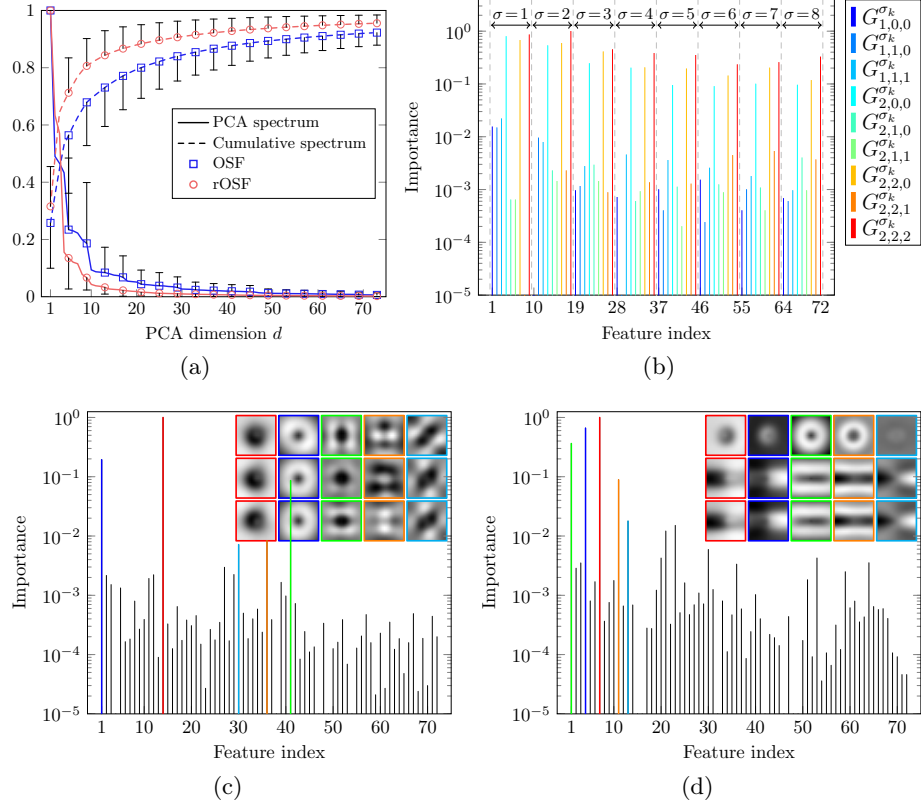 1
0.8
0.6
0.4
0.2
0
1 10 20 30 40 50 60 70
PCA dimension d
PCA spectrum
Cumulative spectrum
OSF
rOSF
(a)
σ=1 σ=2 σ=3 σ=4 σ=5 σ=6 σ=7 σ=8
10⁰
10⁻¹
10⁻²
10⁻³
10⁻⁴
10⁻⁵
Importance
1 10 19 28 37 46 55 64 72
Feature index
(b)
G^{σ_k}_{1,0,0}
G^{σ_k}_{1,1,0}
G^{σ_k}_{1,1,1}
G^{σ_k}_{2,0,0}
G^{σ_k}_{2,1,0}
G^{σ_k}_{2,1,1}
G^{σ_k}_{2,2,0}
G^{σ_k}_{2,2,1}
G^{σ_k}_{2,2,2}
10⁰
10⁻¹
10⁻²
10⁻³
10⁻⁴
10⁻⁵
Importance
1 10 20 30 40 50 60 70
Feature index
(c)
10⁰
10⁻¹
10⁻²
10⁻³
10⁻⁴
10⁻⁵
Importance
1 10 20 30 40 50 60 70
Feature index
(d)